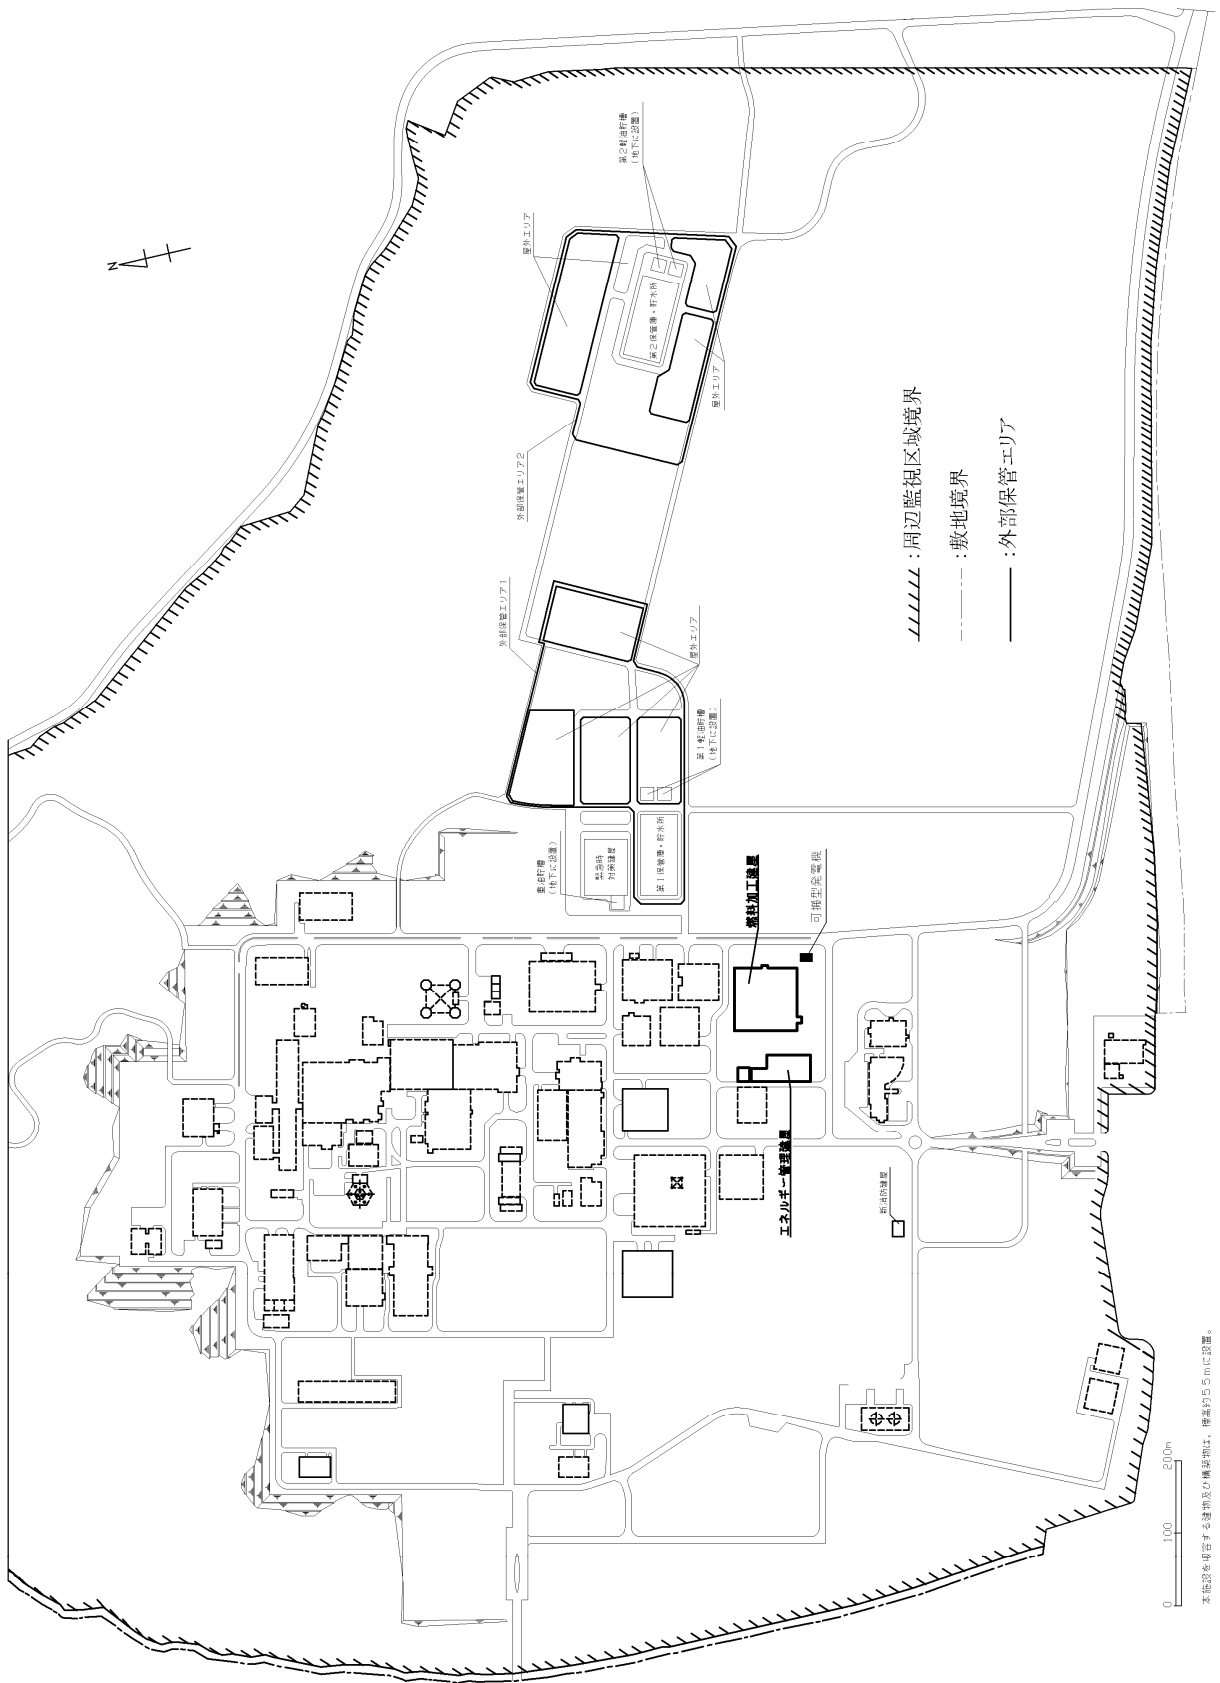 N
第2軽油貯槽
(地下に設置)
屋外エリア
第2保管庫・貯水所
屋外エリア
外部保管エリア2
外部保管エリア1
屋外エリア
第1軽油貯槽
(地下に設置)
重油貯槽
(地下に設置)
緊急時
対策建屋
第1保管庫・貯水所
燃料加工建屋
可搬型発電機
エネルギー管理建屋
新消防建屋
:周辺監視区域境界
:敷地境界
:外部保管エリア
0 100 200m
本施設を収容する建物及び構築物は、標高約55mに設置。